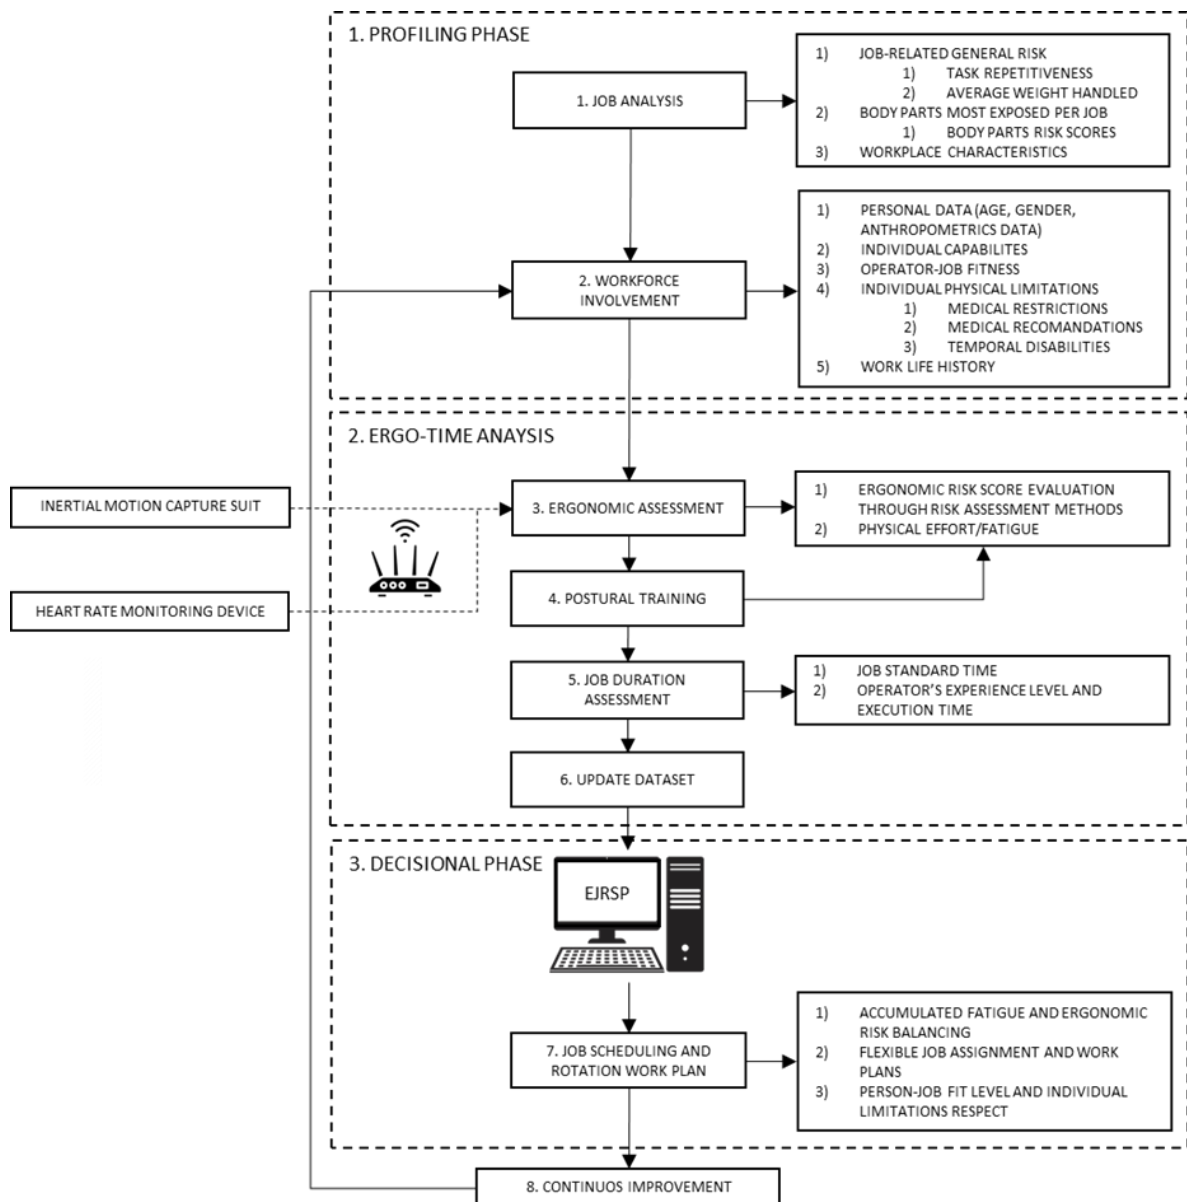 1. PROFILING PHASE
1. JOB ANALYSIS
1) JOB-RELATED GENERAL RISK
1) TASK REPETITIVENESS
2) AVERAGE WEIGHT HANDLED
2) BODY PARTS MOST EXPOSED PER JOB
1) BODY PARTS RISK SCORES
3) WORKPLACE CHARACTERISTICS
2. WORKFORCE
INVOLVEMENT
1) PERSONAL DATA (AGE, GENDER,
ANTHROPOMETRICS DATA)
2) INDIVIDUAL CAPABILITES
3) OPERATOR-JOB FITNESS
4) INDIVIDUAL PHYSICAL LIMITATIONS
1) MEDICAL RESTRICTIONS
2) MEDICAL RECOMANDATIONS
3) TEMPORAL DISABILITIES
5) WORK LIFE HISTORY
2. ERGO-TIME ANAYSIS
INERTIAL MOTION CAPTURE SUIT
HEART RATE MONITORING DEVICE
3. ERGONOMIC ASSESSMENT
1) ERGONOMIC RISK SCORE EVALUATION
THROUGH RISK ASSESSMENT METHODS
2) PHYSICAL EFFORT/FATIGUE
4. POSTURAL TRAINING
5. JOB DURATION
ASSESSMENT
1) JOB STANDARD TIME
2) OPERATOR'S EXPERIENCE LEVEL AND
EXECUTION TIME
6. UPDATE DATASET
3. DECISIONAL PHASE
EJRSP
7. JOB SCHEDULING AND
ROTATION WORK PLAN
1) ACCUMULATED FATIGUE AND ERGONOMIC
RISK BALANCING
2) FLEXIBLE JOB ASSIGNMENT AND WORK
PLANS
3) PERSON-JOB FIT LEVEL AND INDIVIDUAL
LIMITATIONS RESPECT
8. CONTINUOS IMPROVEMENT